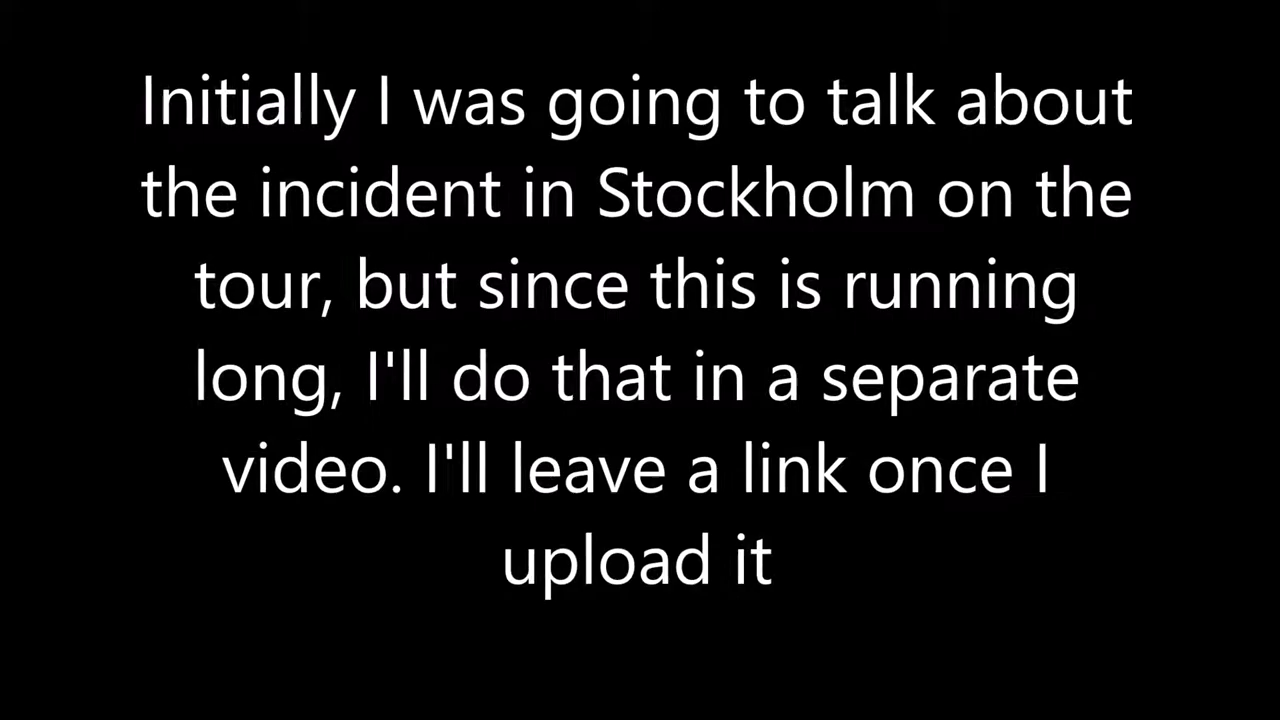 Initially I was going to talk about
the incident in Stockholm on the
tour, but since this is running
long, I'll do that in a separate
video. I'll leave a link once I
upload it